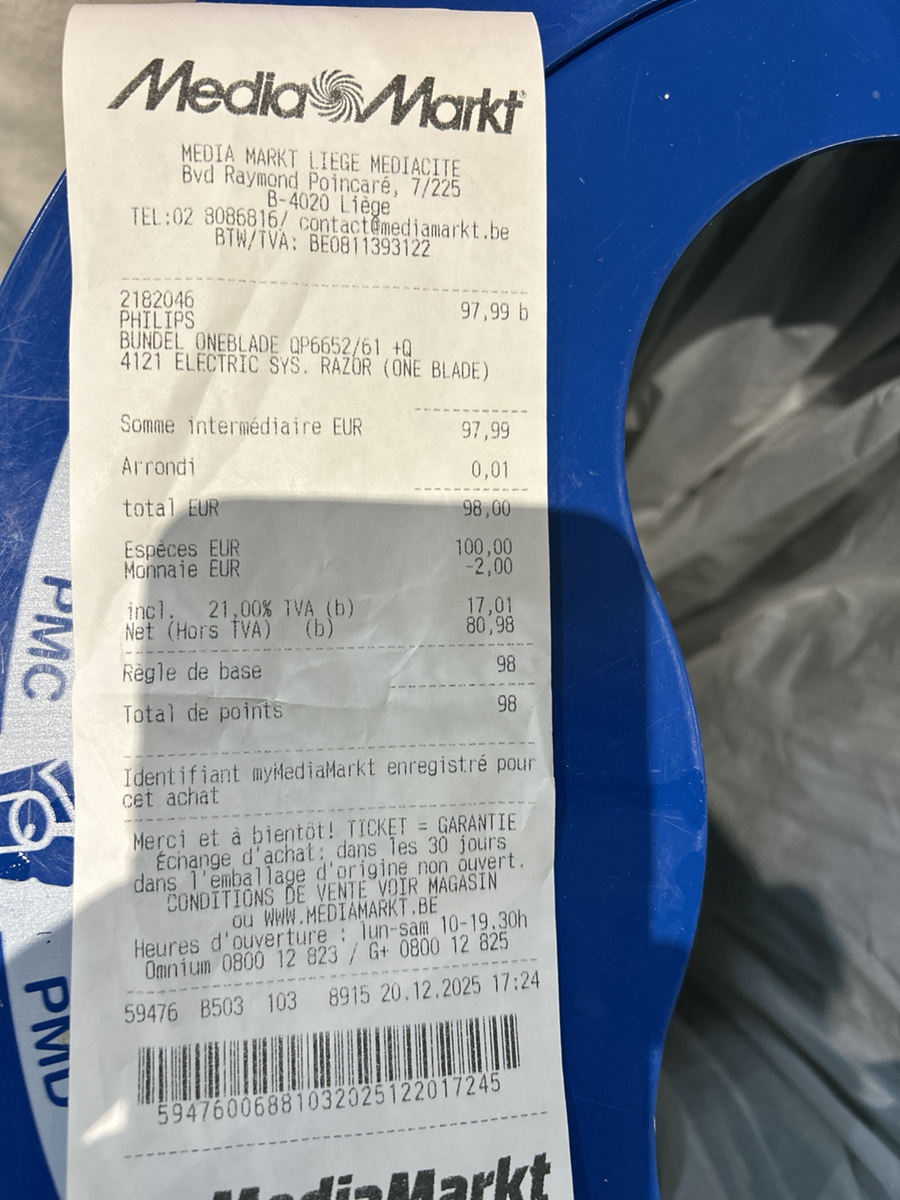 MediaMarkt
MEDIA MARKT LIEGE MEDIACITE
Bvd Raymond Poincaré, 7/225
B-4020 Liège
TEL:02 8086816/ contact@mediamarkt.be
BTW/TVA: BE0811393122
2182046 97,99 b
PHILIPS
BUNDEL ONEBLADE QP6652/61 +Q
4121 ELECTRIC SYS. RAZOR (ONE BLADE)
Somme intermédiaire EUR 97,99
Arrondi 0,01
total EUR 98,00
Espèces EUR 100,00
Monnaie EUR -2,00
incl. 21,00% TVA (b) 17,01
Net (Hors TVA) (b) 80,98
Règle de base 98
Total de points 98
Identifiant myMediaMarkt enregistré pour
cet achat
Merci et à bientôt! TICKET = GARANTIE
Échange d'achat: dans les 30 jours
dans l'emballage d'origine non ouvert.
CONDITIONS DE VENTE VOIR MAGASIN
ou WWW.MEDIAMARKT.BE
Heures d'ouverture : lun-sam 10-19.30h
Omnium 0800 12 823 / G+ 0800 12 825
59476 B503 103 8915 20.12.2025 17:24
5947600688103202512201​7245
MediaMarkt
PMC
PMD